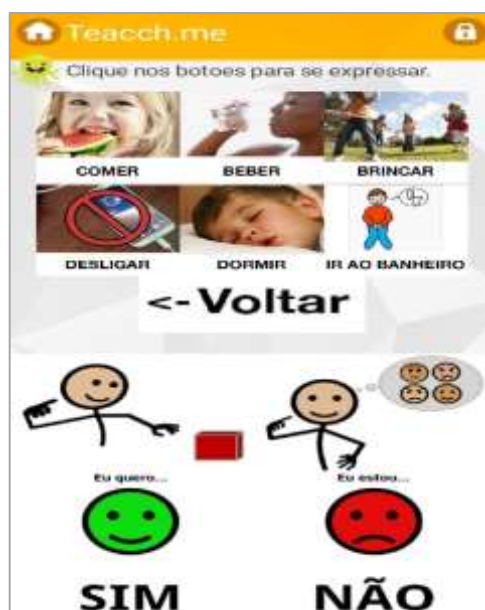 Teacch.me
Clique nos botoes para se expressar.
COMER BEBER BRINCAR
DESLIGAR DORMIR IR AO BANHEIRO
<- Voltar
Eu quero... Eu estou...
SIM NÃO